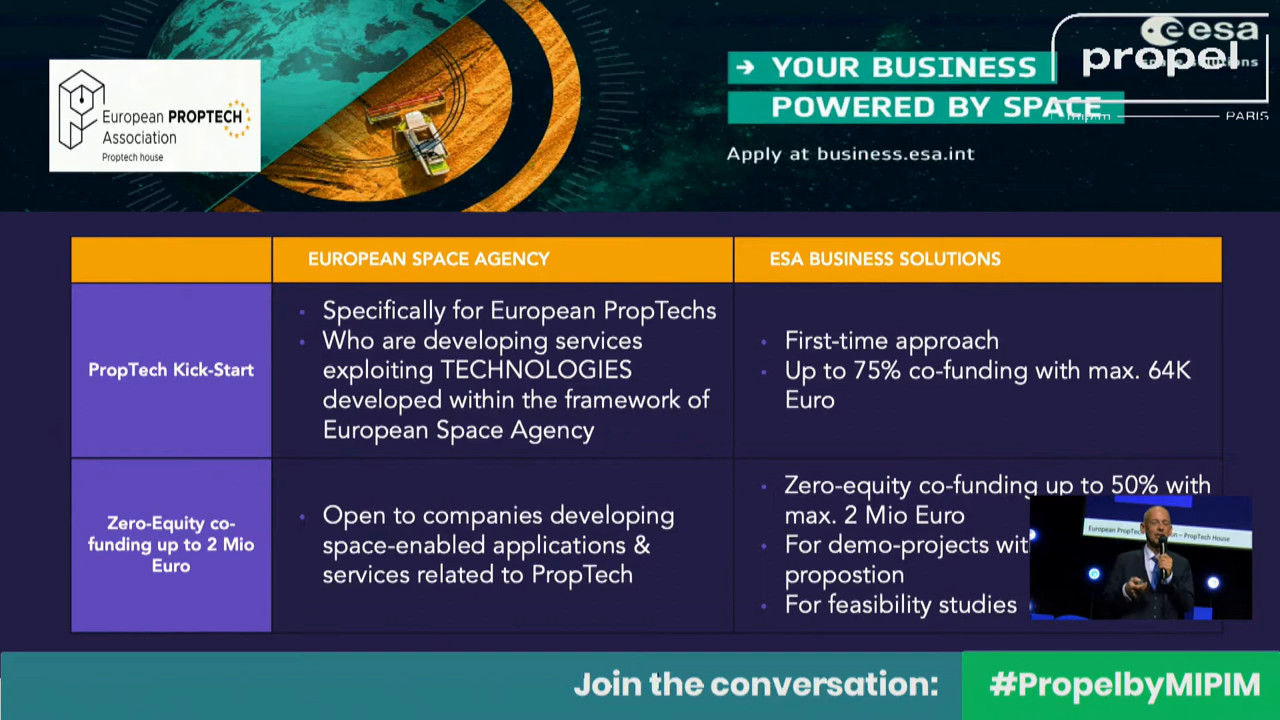 European PROPTECH
Association
Proptech house
YOUR BUSINESS
POWERED BY SPACE
Apply at business.esa.int
esa
propel
PARIS
EUROPEAN SPACE AGENCY
ESA BUSINESS SOLUTIONS
PropTech Kick-Start
• Specifically for European PropTechs
• Who are developing services
exploiting TECHNOLOGIES
developed within the framework of
European Space Agency
• First-time approach
• Up to 75% co-funding with max. 64K
Euro
Zero-Equity co-
funding up to 2 Mio
Euro
• Open to companies developing
space-enabled applications &
services related to PropTech
• Zero-equity co-funding up to 50% with
max. 2 Mio Euro
• For demo-projects
propostion
• For feasibility studies
European PropTech
– PropTech House
Join the conversation:
#PropelbyMIPIM